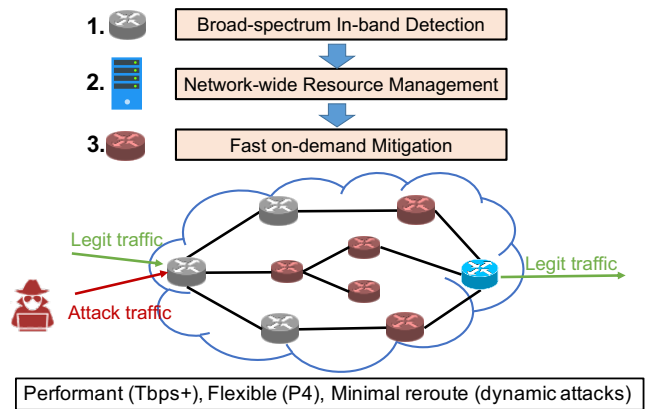 1. Broad-spectrum In-band Detection
2. Network-wide Resource Management
3. Fast on-demand Mitigation
Legit traffic
Legit traffic
Attack traffic
Performant (Tbps+), Flexible (P4), Minimal reroute (dynamic attacks)